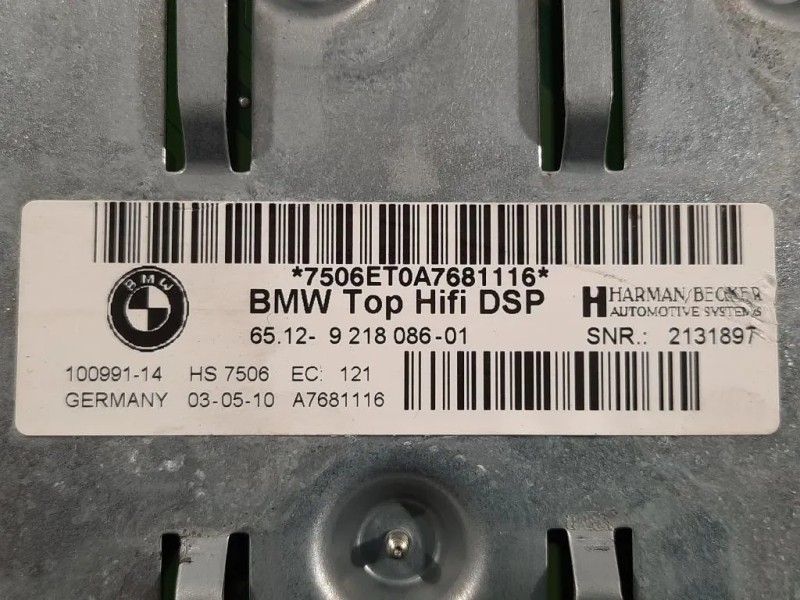 *7506ET0A7681116*
BMW
BMW Top Hifi DSP
HARMAN/BECKER
AUTOMOTIVE SYSTEMS
65.12- 9 218 086-01
SNR.: 2131897
100991-14 HS 7506 EC: 121
GERMANY 03-05-10 A7681116